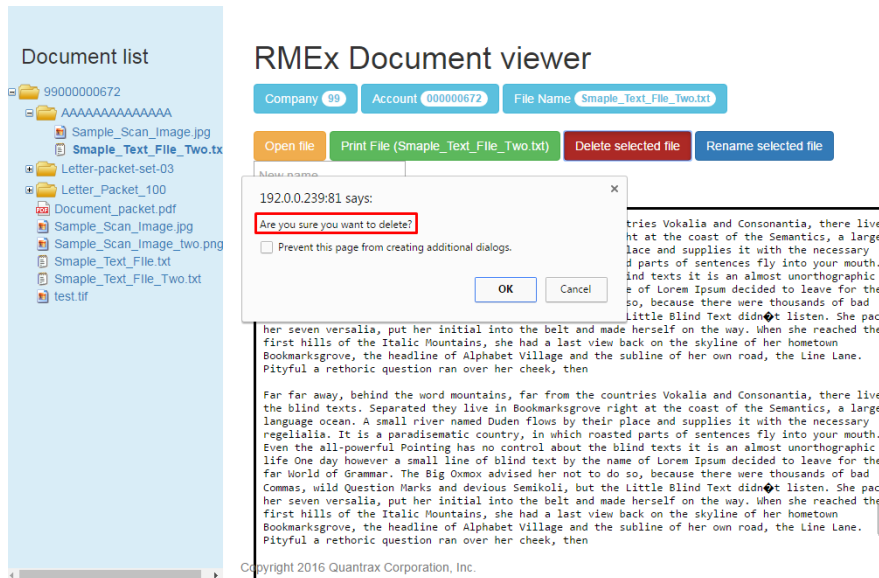 Document list
99000000672
AAAAAAAAAAAAAA
Sample_Scan_Image.jpg
Smaple_Text_FIle_Two.tx
Letter-packet-set-03
Letter_Packet_100
Document_packet.pdf
Sample_Scan_Image.jpg
Sample_Scan_Image_two.png
Smaple_Text_FIle.txt
Smaple_Text_FIle_Two.txt
test.tif
RMEx Document viewer
Company 99 Account 000000672 File Name Smaple_Text_FIle_Two.txt
Open file Print File (Smaple_Text_FIle_Two.txt) Delete selected file Rename selected file
New name
192.0.0.239:81 says:
Are you sure you want to delete?
Prevent this page from creating additional dialogs.
OK Cancel
tries Vokalia and Consonantia, there live
ht at the coast of the Semantics, a large
lace and supplies it with the necessary
d parts of sentences fly into your mouth.
ind texts it is an almost unorthographic
e of Lorem Ipsum decided to leave for the
so, because there were thousands of bad
Little Blind Text didn�t listen. She pac
her seven versalia, put her initial into the belt and made herself on the way. When she reached the
first hills of the Italic Mountains, she had a last view back on the skyline of her hometown
Bookmarksgrove, the headline of Alphabet Village and the subline of her own road, the Line Lane.
Pityful a rethoric question ran over her cheek, then
Far far away, behind the word mountains, far from the countries Vokalia and Consonantia, there live
the blind texts. Separated they live in Bookmarksgrove right at the coast of the Semantics, a large
language ocean. A small river named Duden flows by their place and supplies it with the necessary
regelialia. It is a paradisematic country, in which roasted parts of sentences fly into your mouth.
Even the all-powerful Pointing has no control about the blind texts it is an almost unorthographic
life One day however a small line of blind text by the name of Lorem Ipsum decided to leave for the
far World of Grammar. The Big Oxmox advised her not to do so, because there were thousands of bad
Commas, wild Question Marks and devious Semikoli, but the Little Blind Text didn�t listen. She pac
her seven versalia, put her initial into the belt and made herself on the way. When she reached the
first hills of the Italic Mountains, she had a last view back on the skyline of her hometown
Bookmarksgrove, the headline of Alphabet Village and the subline of her own road, the Line Lane.
Pityful a rethoric question ran over her cheek, then
Copyright 2016 Quantrax Corporation, Inc.